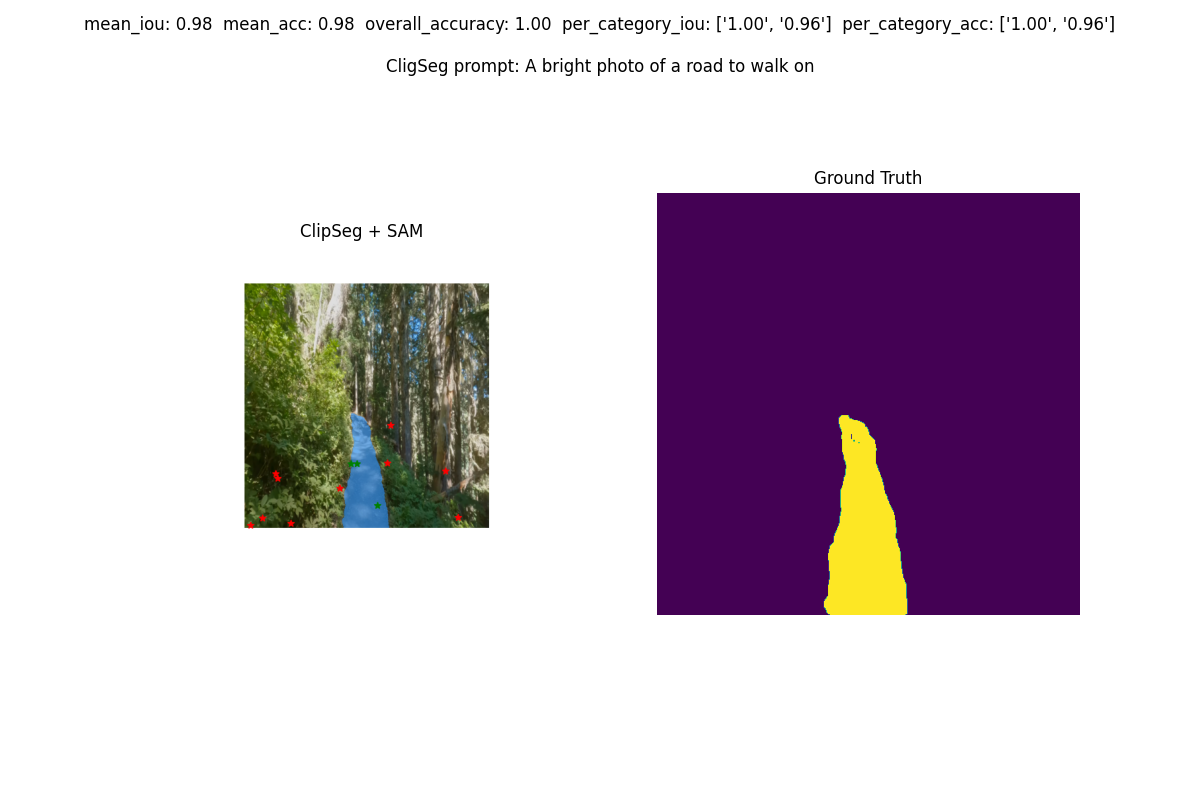 mean_iou: 0.98  mean_acc: 0.98  overall_accuracy: 1.00  per_category_iou: ['1.00', '0.96']  per_category_acc: ['1.00', '0.96']
CligSeg prompt: A bright photo of a road to walk on
Ground Truth
ClipSeg + SAM